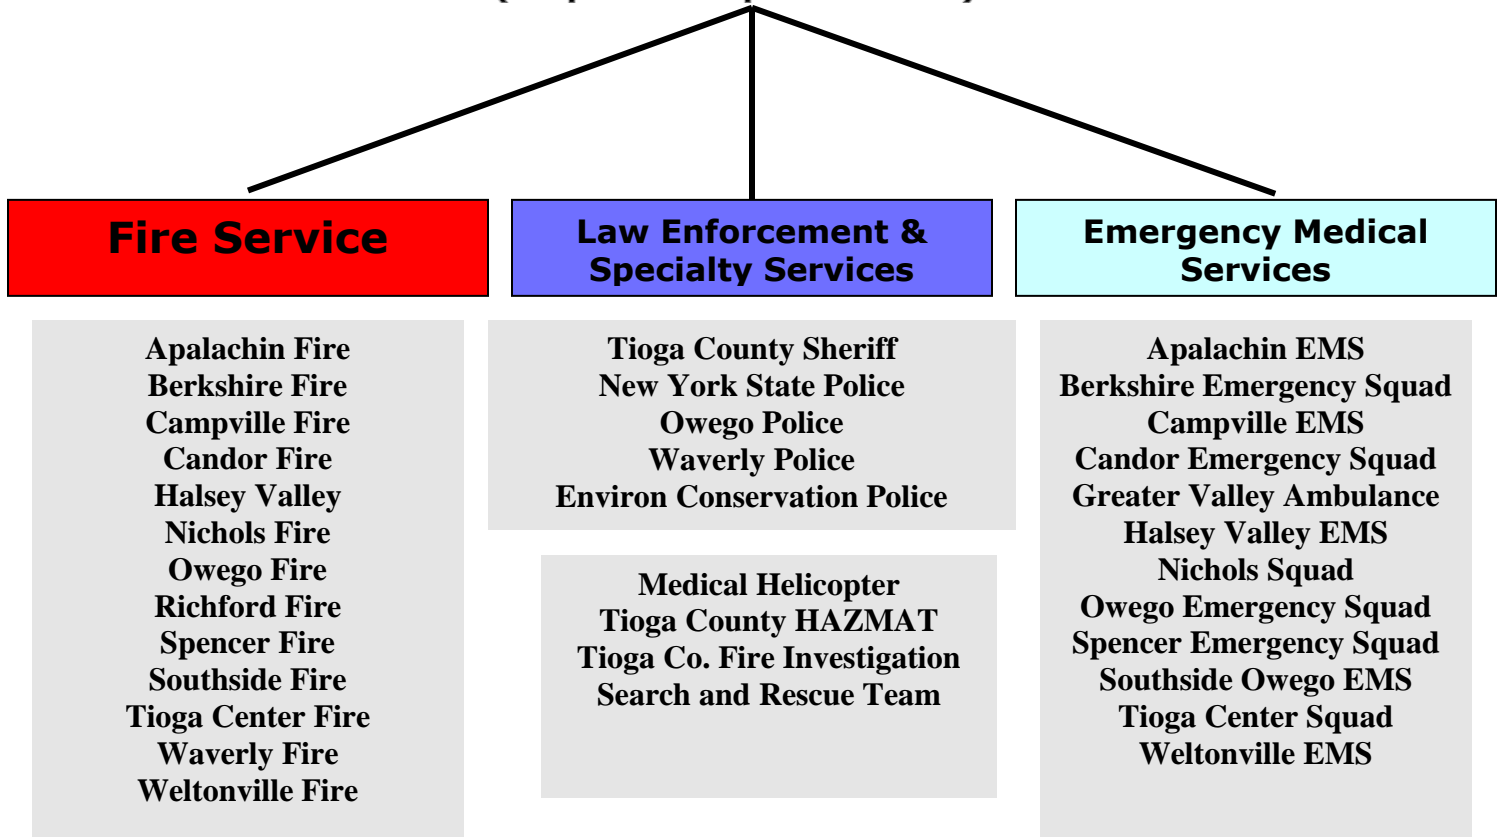 Fire Service
Apalachin Fire
Berkshire Fire
Campville Fire
Candor Fire
Halsey Valley
Nichols Fire
Owego Fire
Richford Fire
Spencer Fire
Southside Fire
Tioga Center Fire
Waverly Fire
Weltonville Fire
Law Enforcement &
Specialty Services
Tioga County Sheriff
New York State Police
Owego Police
Waverly Police
Environ Conservation Police
Medical Helicopter
Tioga County HAZMAT
Tioga Co. Fire Investigation
Search and Rescue Team
Emergency Medical
Services
Apalachin EMS
Berkshire Emergency Squad
Campville EMS
Candor Emergency Squad
Greater Valley Ambulance
Halsey Valley EMS
Nichols Squad
Owego Emergency Squad
Spencer Emergency Squad
Southside Owego EMS
Tioga Center Squad
Weltonville EMS